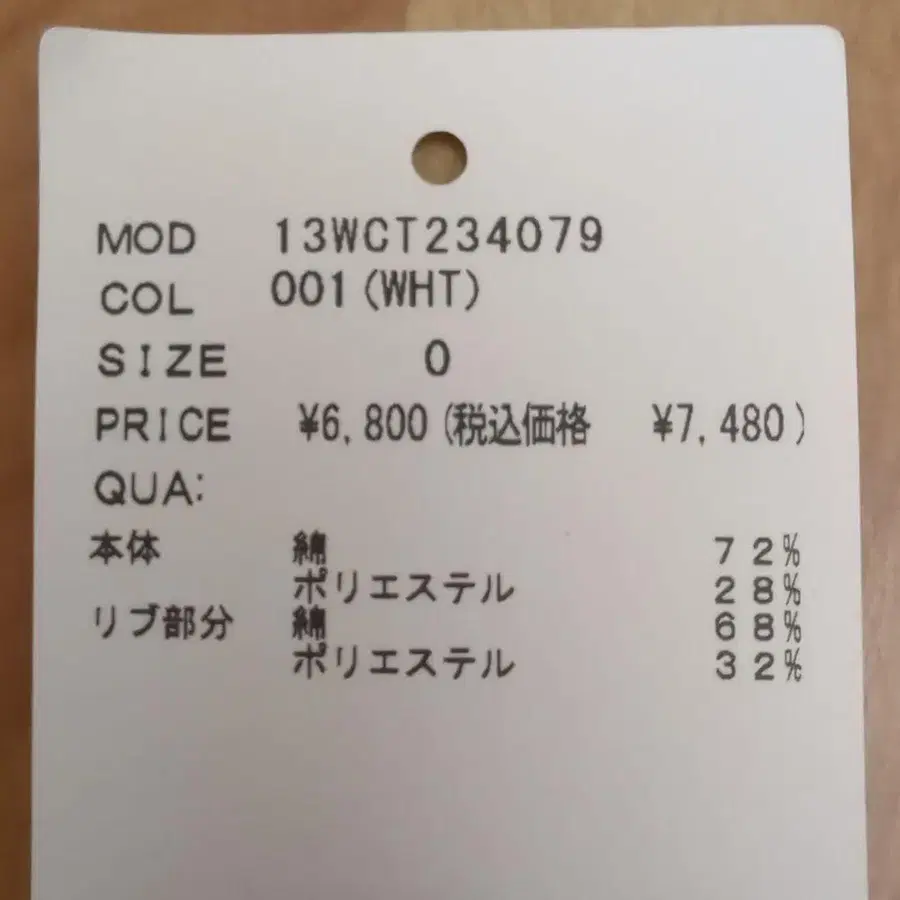 MOD 13WCT234079
COL 001(WHT)
SIZE 0
PRICE ¥6,800(税込価格 ¥7,480)
QUA:
本体 綿 72%
ポリエステル 28%
リブ部分 綿 68%
ポリエステル 32%